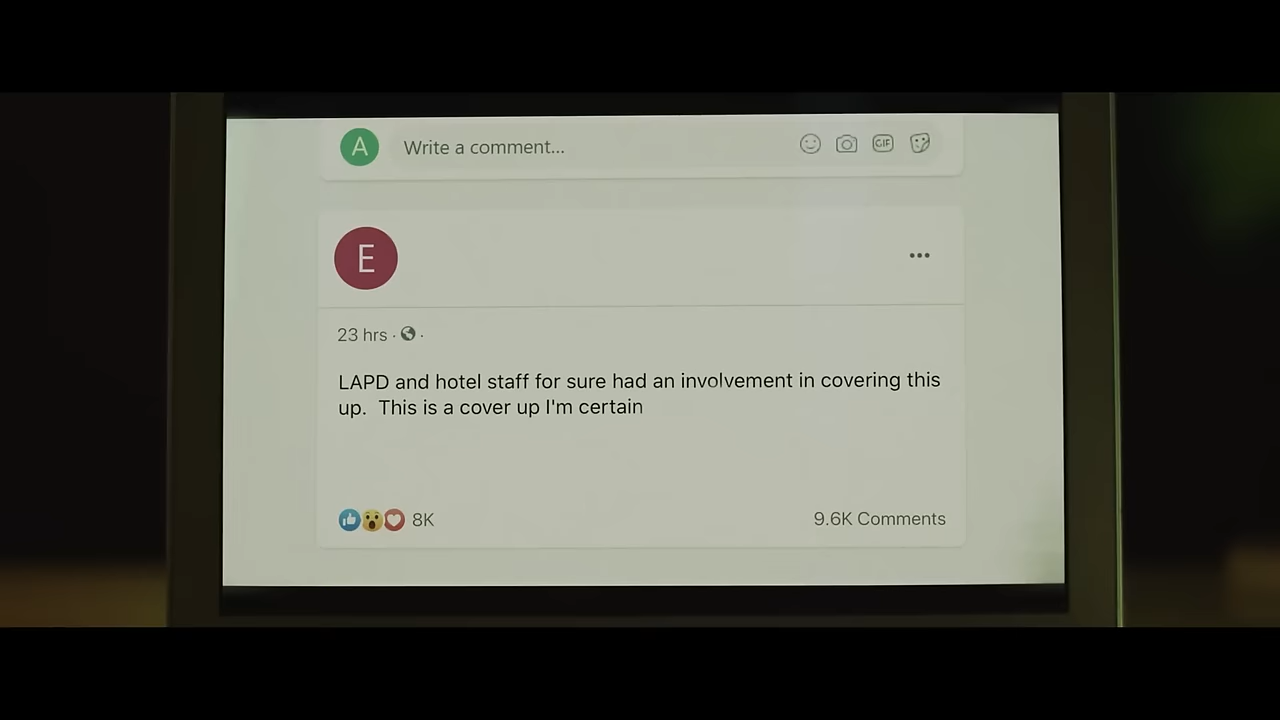 A
Write a comment...
GIF
E
23 hrs · ·
LAPD and hotel staff for sure had an involvement in covering this
up.  This is a cover up I'm certain
8K
9.6K Comments